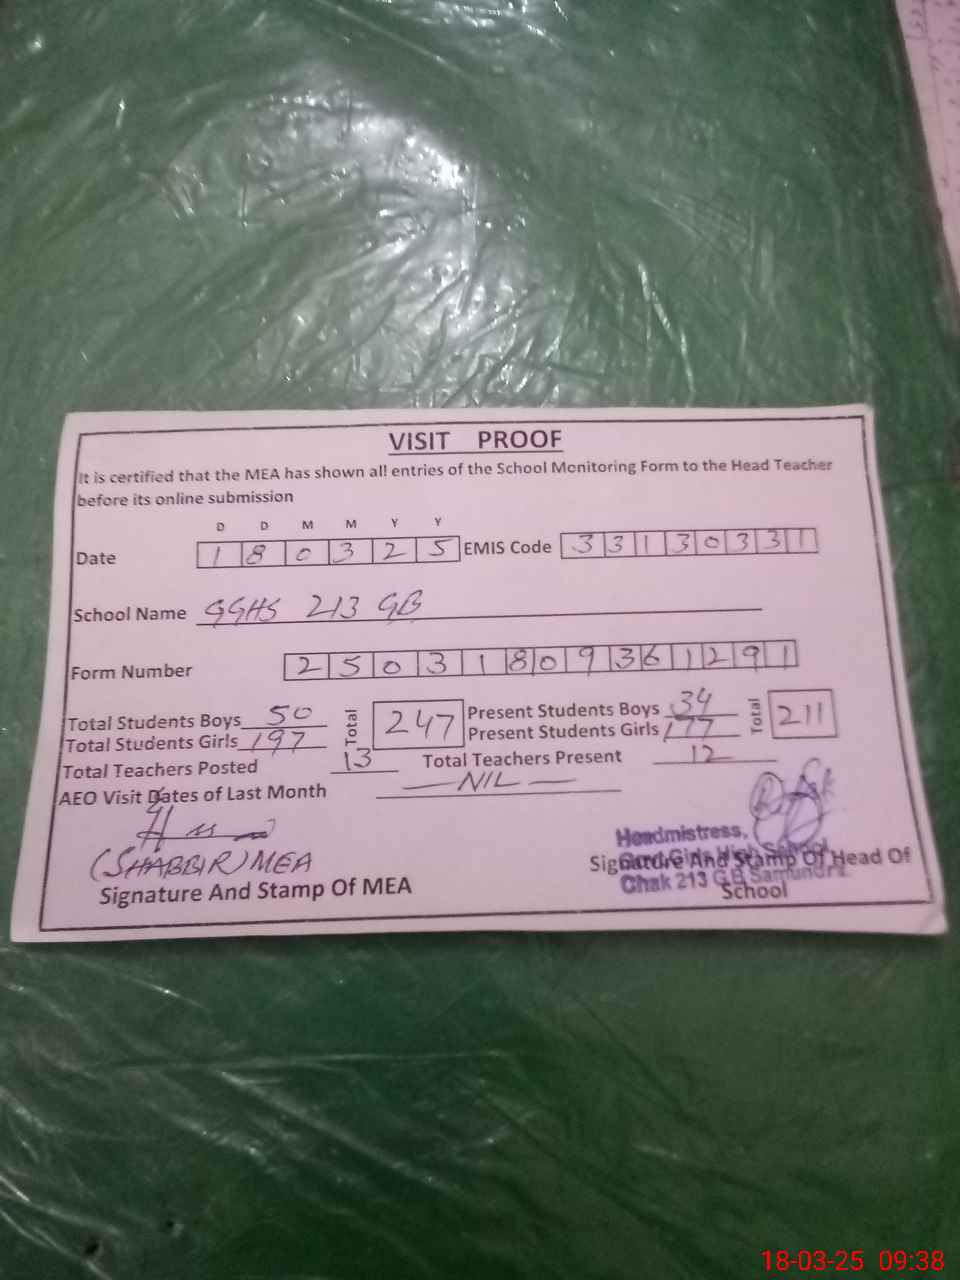 VISIT PROOF
It is certified that the MEA has shown all entries of the School Monitoring Form to the Head Teacher
before its online submission
D D M M Y Y
Date 1 8 0 3 2 5 EMIS Code 3 3 1 3 0 3 3 1
School Name GGHS 213 GB
Form Number 2 5 0 3 1 8 0 9 3 6 1 2 9 1
Total Students Boys 50 Total 247 Present Students Boys 34 Total 211
Total Students Girls 197 Present Students Girls 177
Total Teachers Posted 13 Total Teachers Present 12
AEO Visit Dates of Last Month — NIL —
(SHABBIR) MEA
Signature And Stamp Of MEA
Headmistress,
Govt. Girls High School
Signature And Stamp Of Head Of
Chak 213 G.B Samundri.
School
18-03-25 09:38